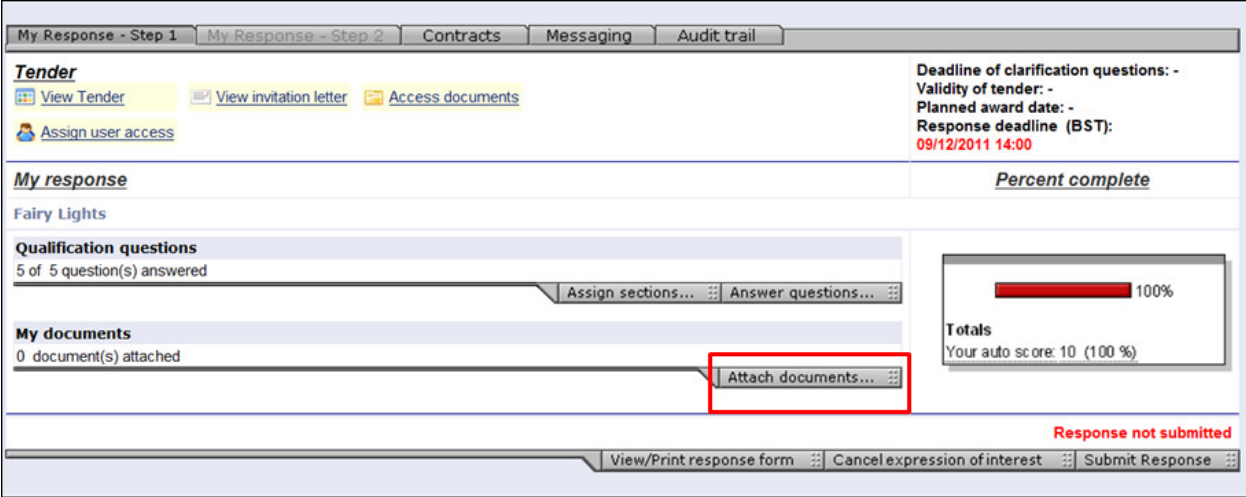 My Response - Step 1 My Response - Step 2 Contracts Messaging Audit trail
Tender
View Tender View invitation letter Access documents
Assign user access
Deadline of clarification questions: -
Validity of tender: -
Planned award date: -
Response deadline (BST):
09/12/2011 14:00
My response
Percent complete
Fairy Lights
Qualification questions
5 of 5 question(s) answered
Assign sections... Answer questions...
100%
Totals
Your auto score: 10 (100 %)
My documents
0 document(s) attached
Attach documents...
Response not submitted
View/Print response form Cancel expression of interest Submit Response